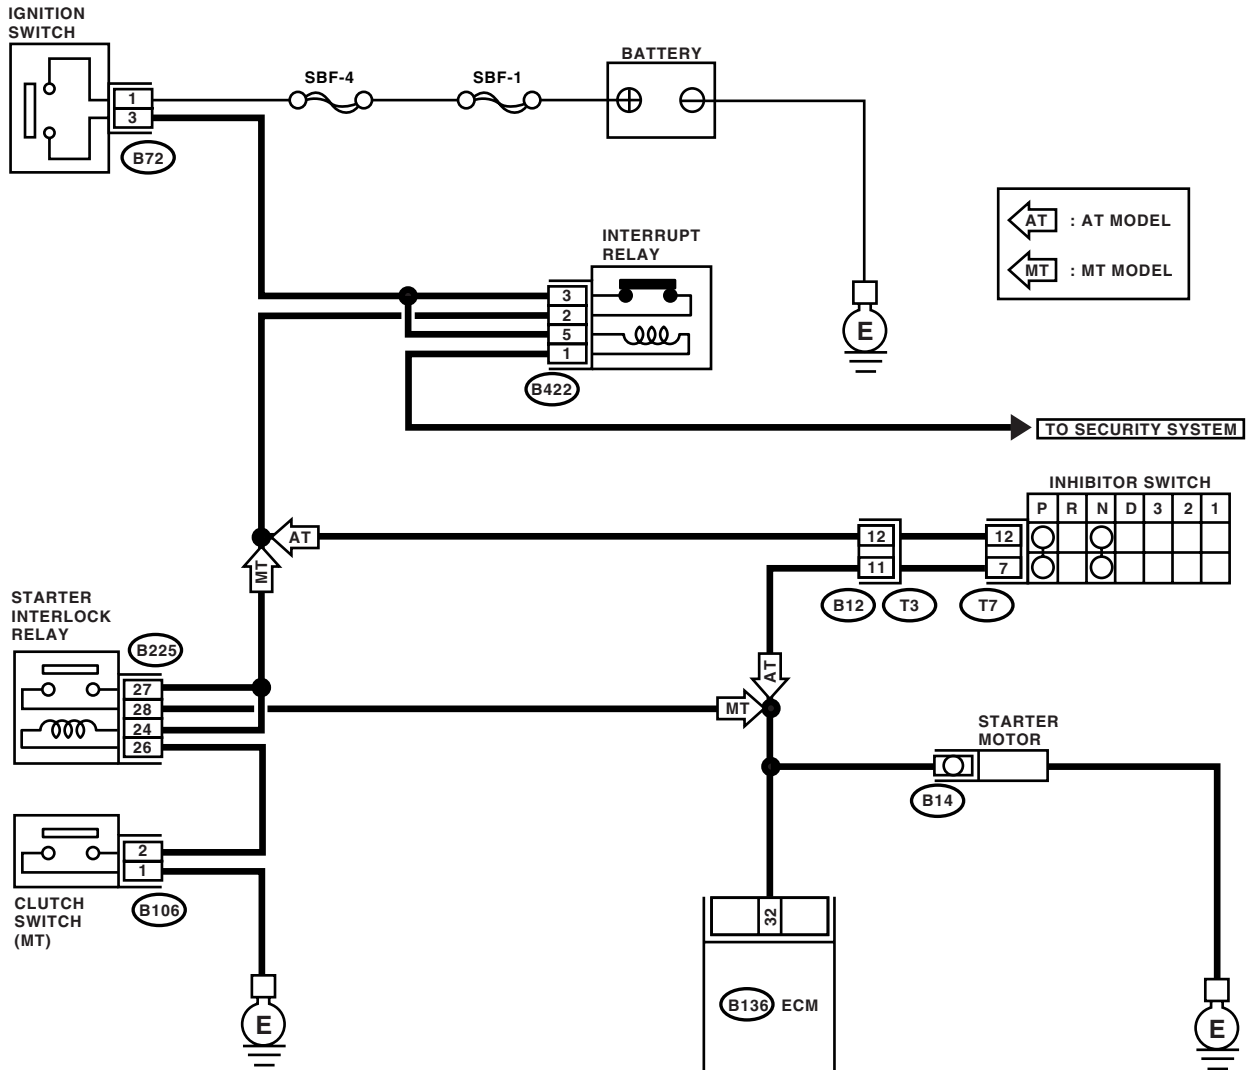 IGNITION
SWITCH
1
3
B72
SBF-4
SBF-1
BATTERY
E
AT : AT MODEL
MT : MT MODEL
INTERRUPT
RELAY
3
2
5
1
B422
TO SECURITY SYSTEM
INHIBITOR SWITCH
P R N D 3 2 1
AT
12
11
12
7
B12
T3
T7
MT
STARTER
INTERLOCK
RELAY
B225
27
28
24
26
AT
MT
STARTER
MOTOR
B14
2
1
CLUTCH
SWITCH
(MT)
B106
E
32
B136 ECM
E